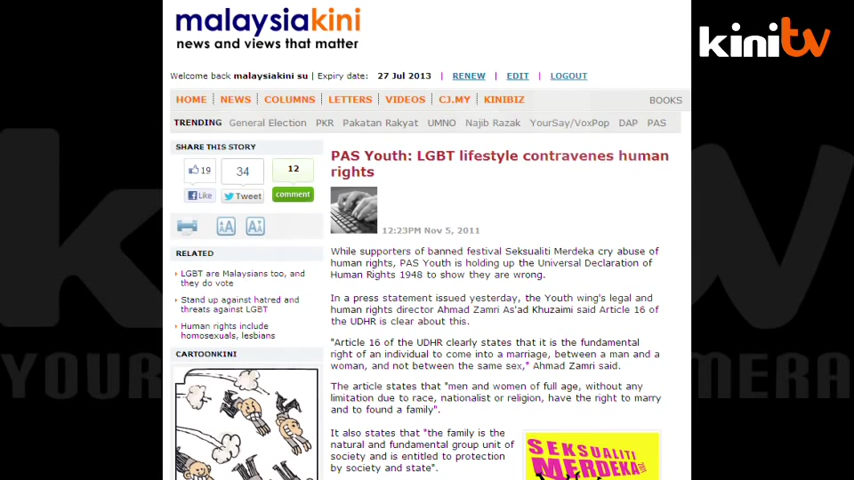 malaysiakini
news and views that matter
kinitv
Welcome back malaysiakini su | Expiry date: 27 Jul 2013 | RENEW | EDIT | LOGOUT
HOME | NEWS | COLUMNS | LETTERS | VIDEOS | CJ.MY | KINIBIZ BOOKS
TRENDING General Election PKR Pakatan Rakyat UMNO Najib Razak YourSay/VoxPop DAP PAS
SHARE THIS STORY
19
34
12
Like
Tweet
comment
RELATED
LGBT are Malaysians too, and
they do vote
Stand up against hatred and
threats against LGBT
Human rights include
homosexuals, lesbians
CARTOONKINI
PAS Youth: LGBT lifestyle contravenes human
rights
12:23PM Nov 5, 2011
While supporters of banned festival Seksualiti Merdeka cry abuse of
human rights, PAS Youth is holding up the Universal Declaration of
Human Rights 1948 to show they are wrong.
In a press statement issued yesterday, the Youth wing's legal and
human rights director Ahmad Zamri As'ad Khuzaimi said Article 16 of
the UDHR is clear about this.
"Article 16 of the UDHR clearly states that it is the fundamental
right of an individual to come into a marriage, between a man and a
woman, and not between the same sex," Ahmad Zamri said.
The article states that "men and women of full age, without any
limitation due to race, nationalist or religion, have the right to marry
and to found a family".
It also states that "the family is the
natural and fundamental group unit of
society and is entitled to protection
by society and state".
SEKSUALITI
MERDEKA